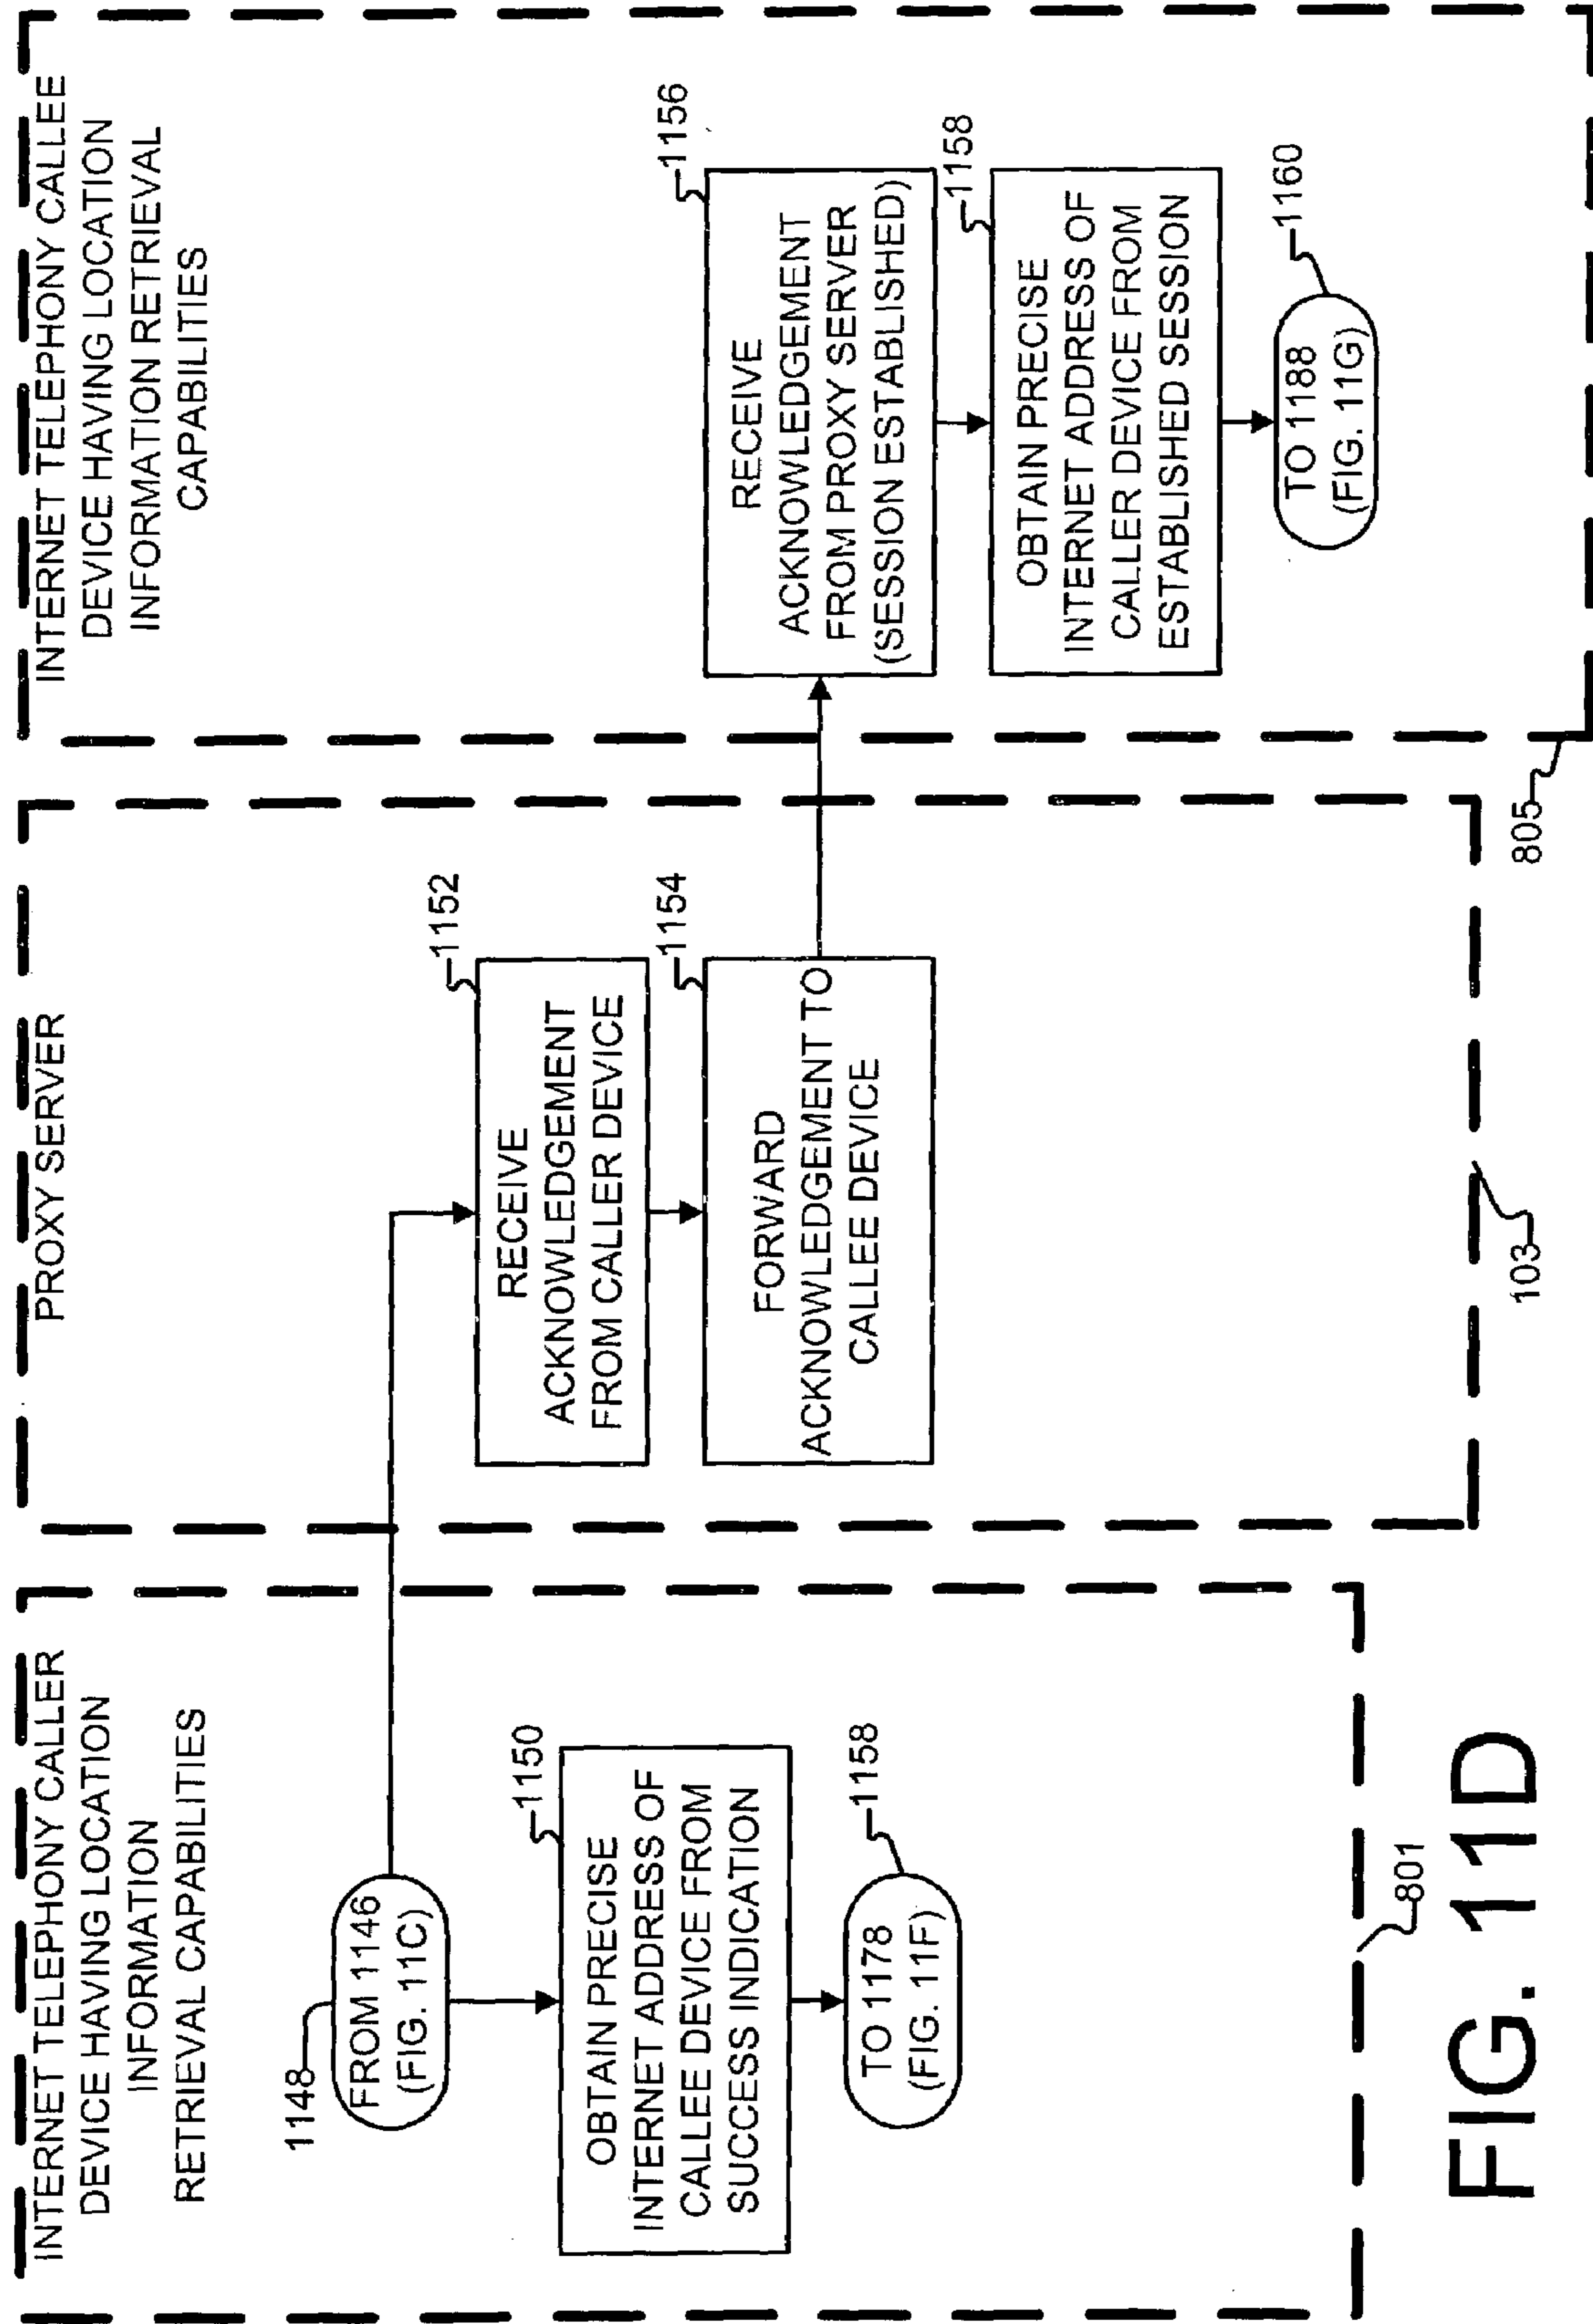 INTERNET TELEPHONY CALLER
DEVICE HAVING LOCATION
INFORMATION
RETRIEVAL CAPABILITIES
1148
FROM 1146
(FIG. 11C)
1150
OBTAIN PRECISE
INTERNET ADDRESS OF
CALLEE DEVICE FROM
SUCCESS INDICATION
1158
TO 1178
(FIG. 11F)
801
PROXY SERVER
1152
RECEIVE
ACKNOWLEDGEMENT
FROM CALLER DEVICE
1154
FORWARD
ACKNOWLEDGEMENT TO
CALLEE DEVICE
103
INTERNET TELEPHONY CALLEE
DEVICE HAVING LOCATION
INFORMATION RETRIEVAL
CAPABILITIES
1156
RECEIVE
ACKNOWLEDGEMENT
FROM PROXY SERVER
(SESSION ESTABLISHED)
1158
OBTAIN PRECISE
INTERNET ADDRESS OF
CALLER DEVICE FROM
ESTABLISHED SESSION
1160
TO 1188
(FIG. 11G)
805
FIG. 11D